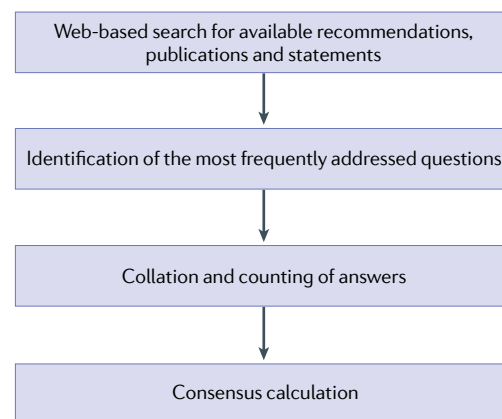 Web-based search for available recommendations,
publications and statements
Identification of the most frequently addressed questions
Collation and counting of answers
Consensus calculation